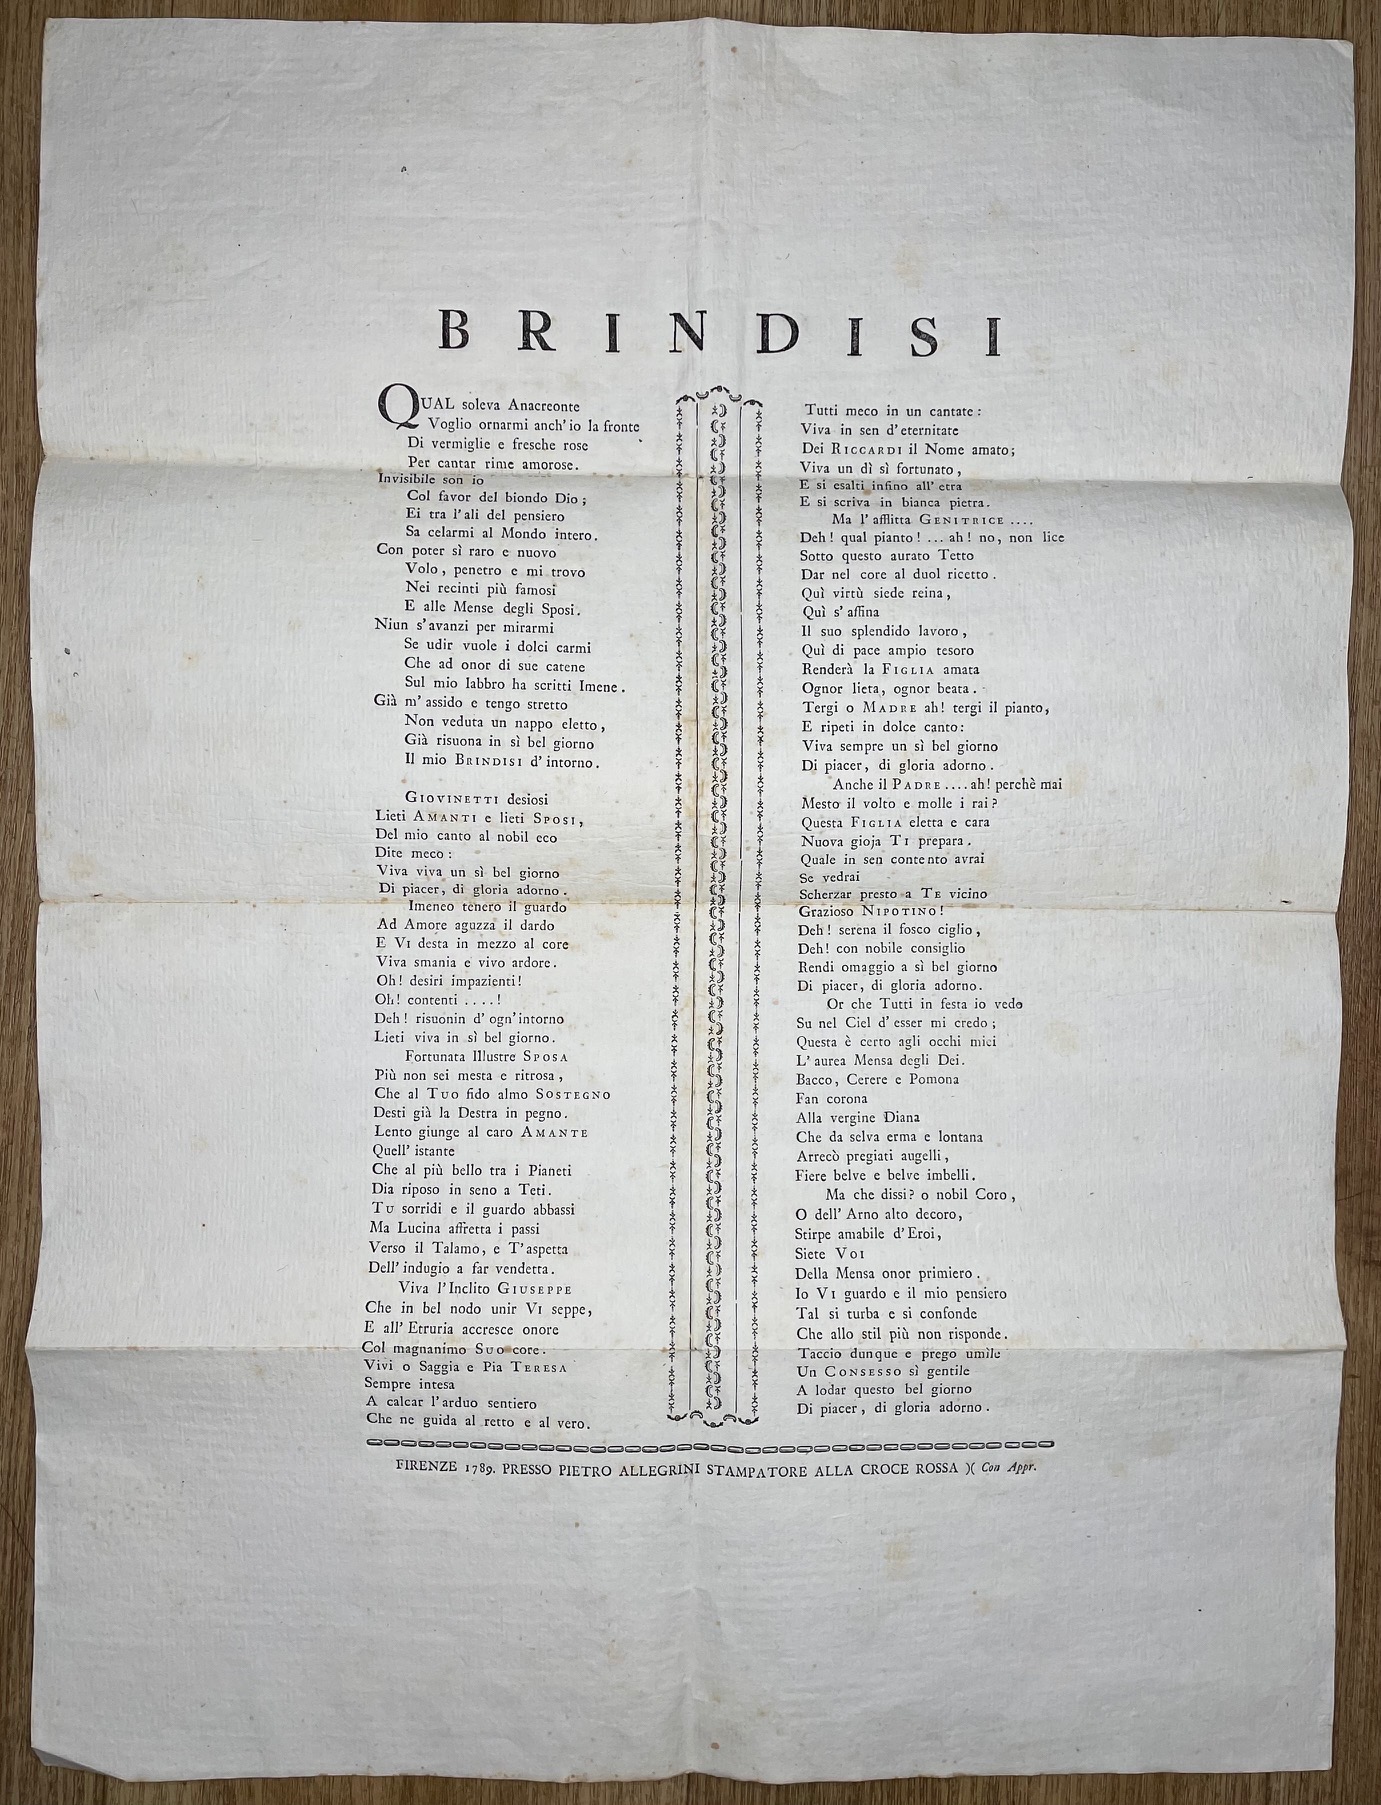 BRINDISI
QUAL soleva Anacreonte
Voglio ornarmi anch' io la fronte
Di vermiglie e fresche rose
Per cantar rime amorose.
Invisibile son io
Col favor del biondo Dio;
Ei tra l'ali del pensiero
Sa celarmi al Mondo intero.
Con poter sì raro e nuovo
Volo, penetro e mi trovo
Nei recinti più famosi
E alle Mense degli Sposi.
Niun s'avanzi per mirarmi
Se udir vuole i dolci carmi
Che ad onor di sue catene
Sul mio labbro ha scritti Imene.
Già m'assido e tengo stretto
Non veduta un nappo eletto,
Già risuona in sì bel giorno
Il mio BRINDISI d'intorno.
GIOVINETTI desiosi
Lieti AMANTI e lieti SPOSI,
Del mio canto al nobil eco
Dite meco:
Viva viva un sì bel giorno
Di piacer, di gloria adorno.
Imeneo tenero il guardo
Ad Amore aguzza il dardo
E VI desta in mezzo al core
Viva smania e vivo ardore.
Oh! desiri impazienti!
Oh! contenti ....!
Deh! risuonin d'ogn'intorno
Lieti viva in sì bel giorno.
Fortunata Illustre SPOSA
Più non sei mesta e ritrosa,
Che al TUO fido almo SOSTEGNO
Desti già la Destra in pegno.
Lento giunge al caro AMANTE
Quell' istante
Che al più bello tra i Pianeti
Dia riposo in seno a Teti.
TU sorridi e il guardo abbassi
Ma Lucina affretta i passi
Verso il Talamo, e T'aspetta
Dell' indugio a far vendetta.
Viva l'Inclito GIUSEPPE
Che in bel nodo unir VI seppe,
E all' Etruria accresce onore
Col magnanimo SUO core.
Vivi o Saggia e Pia TERESA
Sempre intesa
A calcar l'arduo sentiero
Che ne guida al retto e al vero.
Tutti meco in un cantate:
Viva in sen d'eternitate
Dei RICCARDI il Nome amato;
Viva un dì sì fortunato,
E si esalti infino all' etra
E si scriva in bianca pietra.
Ma l'afflitta GENITRICE ....
Deh! qual pianto! ... ah! no, non lice
Sotto questo aurato Tetto
Dar nel core al duol ricetto.
Quì virtù siede reina,
Quì s'affina
Il suo splendido lavoro,
Quì di pace ampio tesoro
Renderà la FIGLIA amata
Ognor lieta, ognor beata.
Tergi o MADRE ah! tergi il pianto,
E ripeti in dolce canto:
Viva sempre un sì bel giorno
Di piacer, di gloria adorno.
Anche il PADRE .... ah! perchè mai
Mesto il volto e molle i rai?
Questa FIGLIA eletta e cara
Nuova gioja TI prepara.
Quale in sen contento avrai
Se vedrai
Scherzar presto a TE vicino
Grazioso NIPOTINO!
Deh! serena il fosco ciglio,
Deh! con nobile consiglio
Rendi omaggio a sì bel giorno
Di piacer, di gloria adorno.
Or che Tutti in festa io vedo
Su nel Ciel d'esser mi credo;
Questa è certo agli occhi miei
L'aurea Mensa degli Dei.
Bacco, Cerere e Pomona
Fan corona
Alla vergine Diana
Che da selva erma e lontana
Arrecò pregiati augelli,
Fiere belve e belve imbelli.
Ma che dissi? o nobil Coro,
O dell' Arno alto decoro,
Stirpe amabile d'Eroi,
Siete VOI
Della Mensa onor primiero.
Io VI guardo e il mio pensiero
Tal si turba e si confonde
Che allo stil più non risponde.
Taccio dunque e prego umile
Un CONSESSO sì gentile
A lodar questo bel giorno
Di piacer, di gloria adorno.
FIRENZE 1789. PRESSO PIETRO ALLEGRINI STAMPATORE ALLA CROCE ROSSA )( Con Appr.